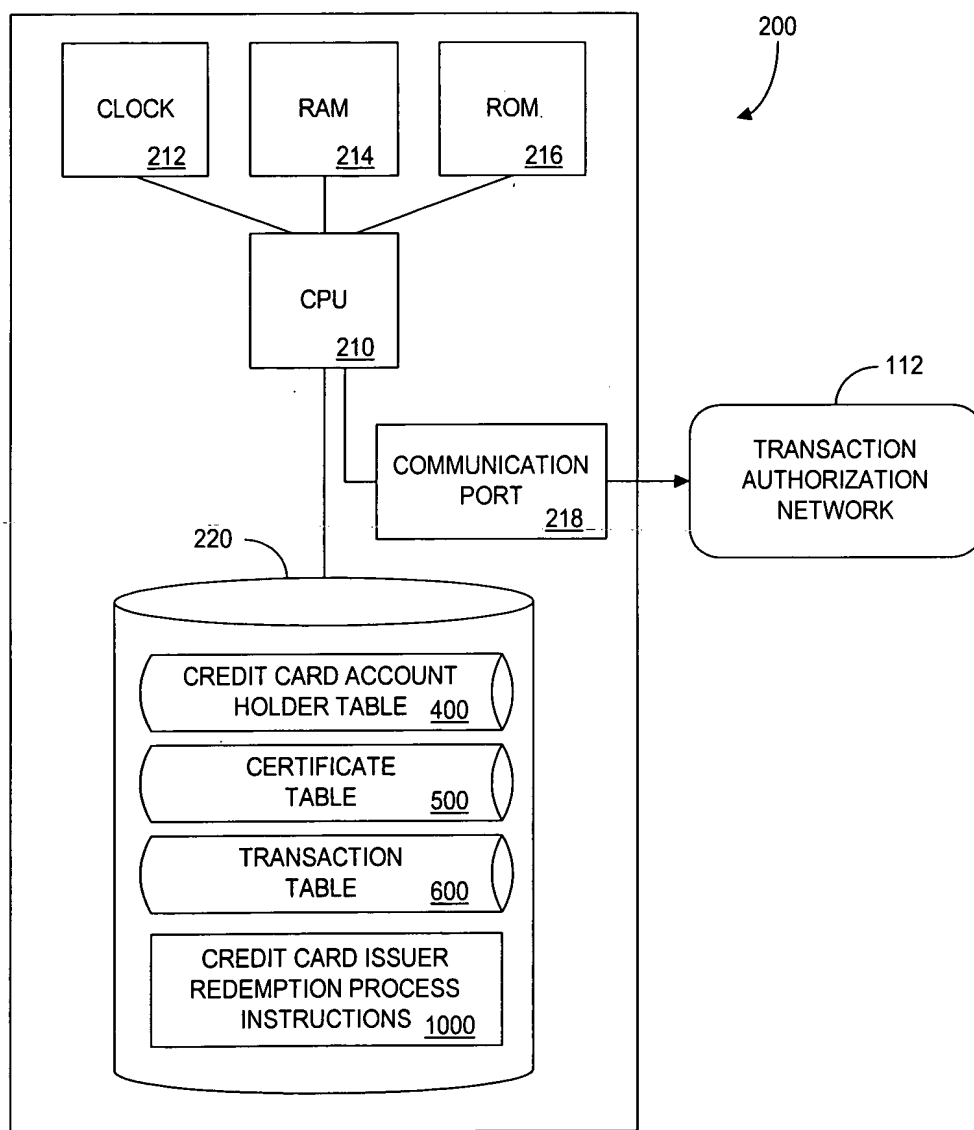 200
CLOCK
212
RAM
214
ROM
216
CPU
210
112
COMMUNICATION
PORT
218
TRANSACTION
AUTHORIZATION
NETWORK
220
CREDIT CARD ACCOUNT
HOLDER TABLE 400
CERTIFICATE
TABLE 500
TRANSACTION
TABLE 600
CREDIT CARD ISSUER
REDEMPTION PROCESS
INSTRUCTIONS 1000